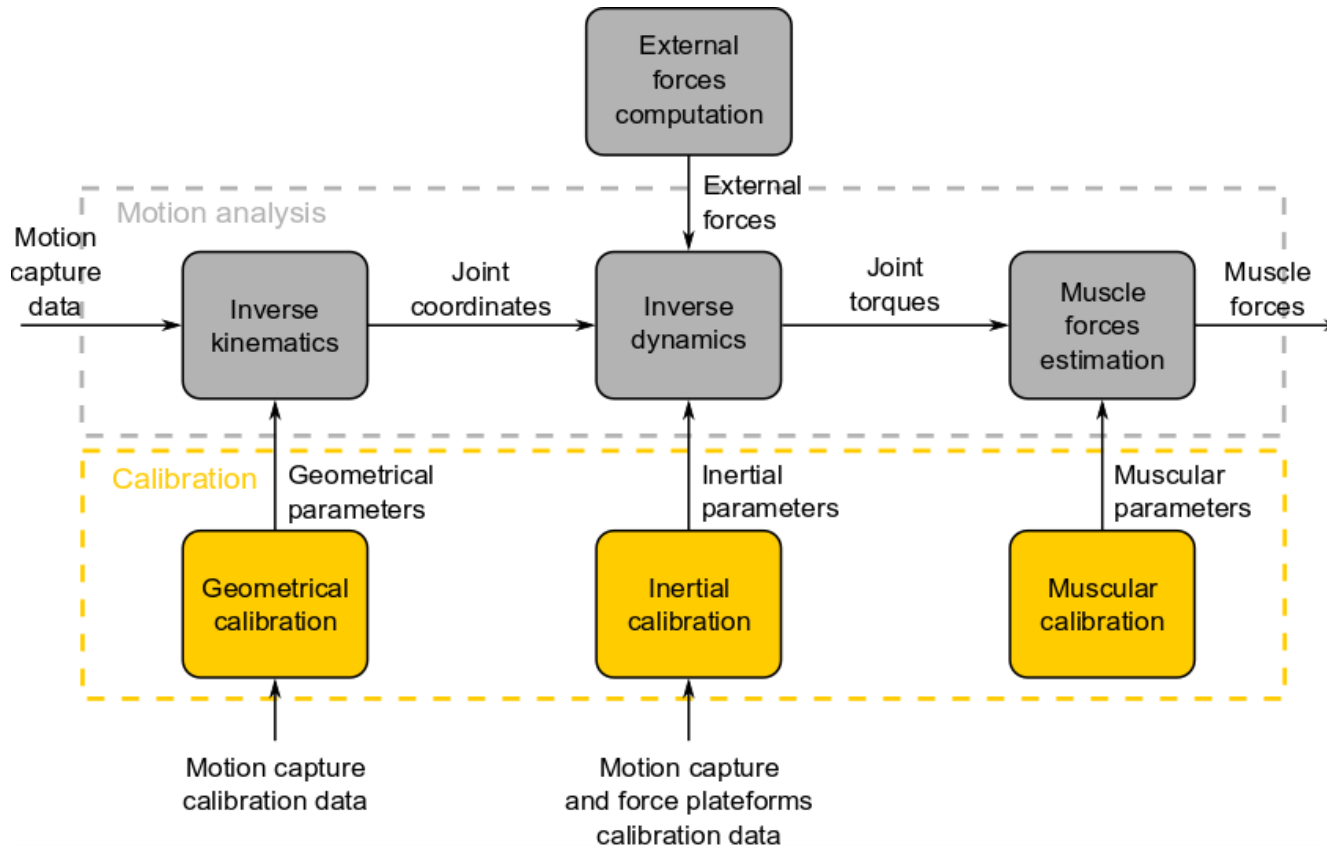 External
forces
computation
External
forces
Motion analysis
Motion
capture
data
Inverse
kinematics
Joint
coordinates
Inverse
dynamics
Joint
torques
Muscle
forces
estimation
Muscle
forces
Calibration
Geometrical
parameters
Inertial
parameters
Muscular
parameters
Geometrical
calibration
Inertial
calibration
Muscular
calibration
Motion capture
calibration data
Motion capture
and force plateforms
calibration data